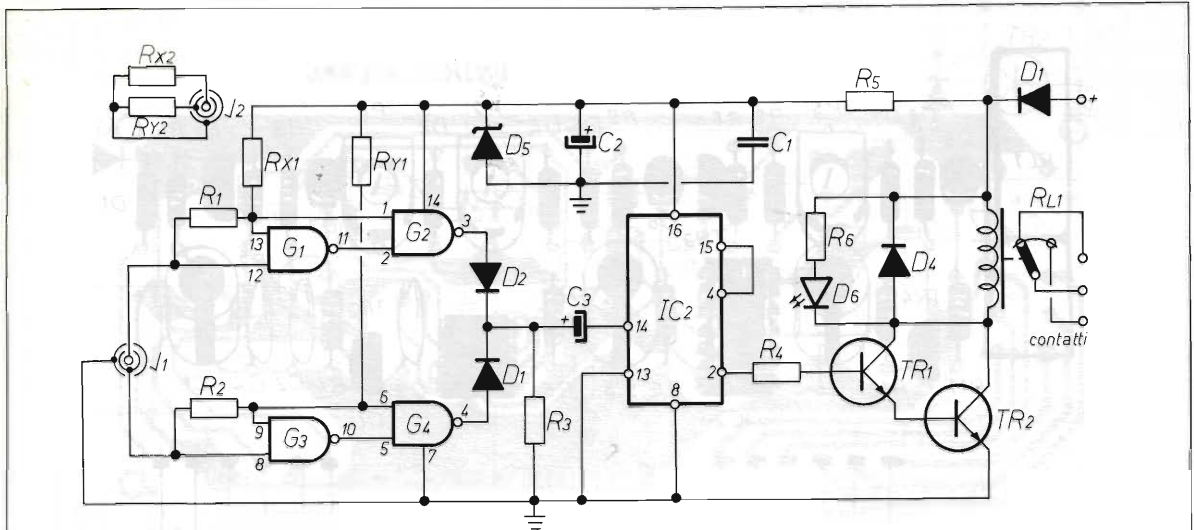 RX2
RY2
J2
RX1
RY1
R1
R2
J1
13
12
G1
11
1
2
14
G2
3
9
8
G3
10
6
5
G4
7
4
D5
C2
+
C1
D2
D1
R3
C3
+
16
15
4
14
13
IC2
2
8
R4
R5
D1
+
R6
D6
D4
RL1
contatti
TR1
TR2